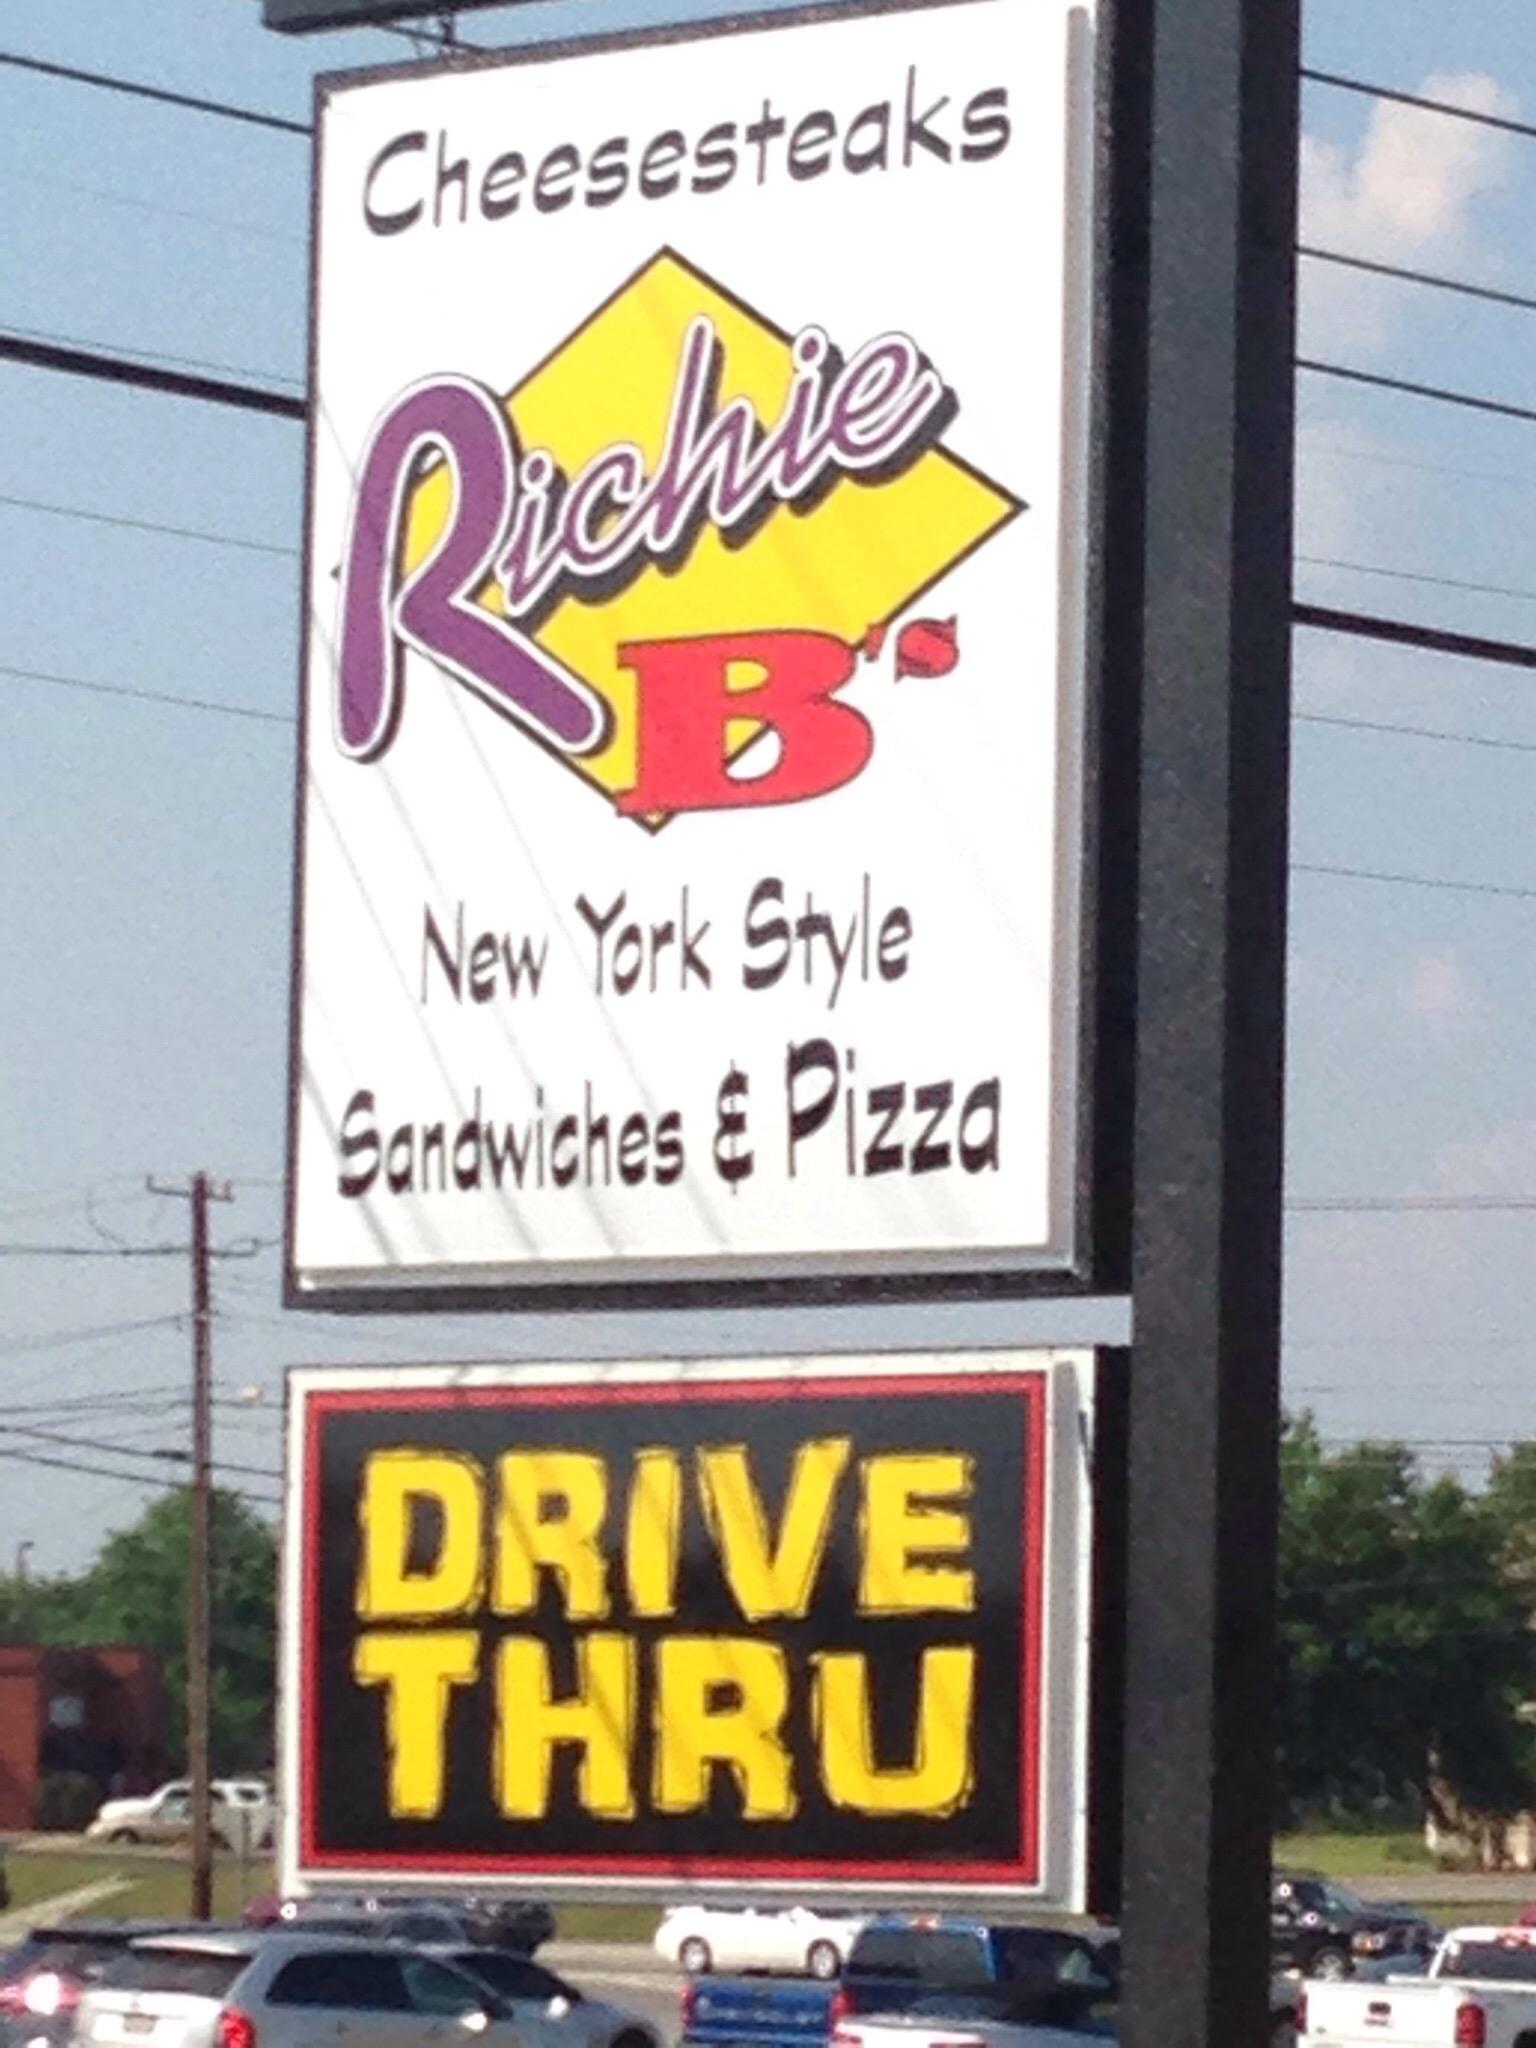 Cheesesteaks
Richie
B's
New York Style
Sandwiches & Pizza
DRIVE
THRU